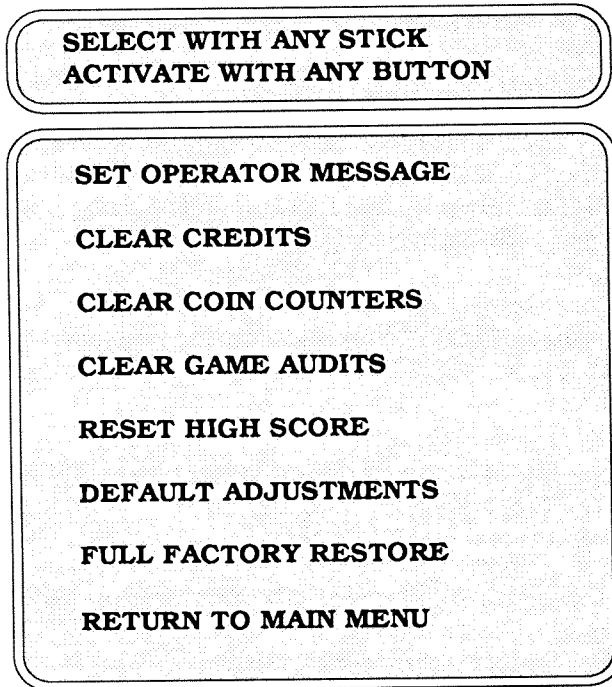 SELECT WITH ANY STICK
ACTIVATE WITH ANY BUTTON
SET OPERATOR MESSAGE
CLEAR CREDITS
CLEAR COIN COUNTERS
CLEAR GAME AUDITS
RESET HIGH SCORE
DEFAULT ADJUSTMENTS
FULL FACTORY RESTORE
RETURN TO MAIN MENU